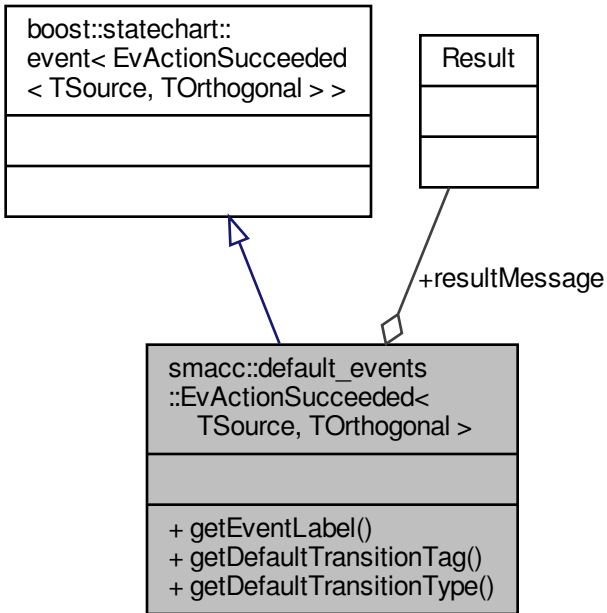 boost::statechart::
event< EvActionSucceeded
< TSource, TOrthogonal > >
Result
+resultMessage
smacc::default_events
::EvActionSucceeded<
TSource, TOrthogonal >
+ getEventLabel()
+ getDefaultTransitionTag()
+ getDefaultTransitionType()